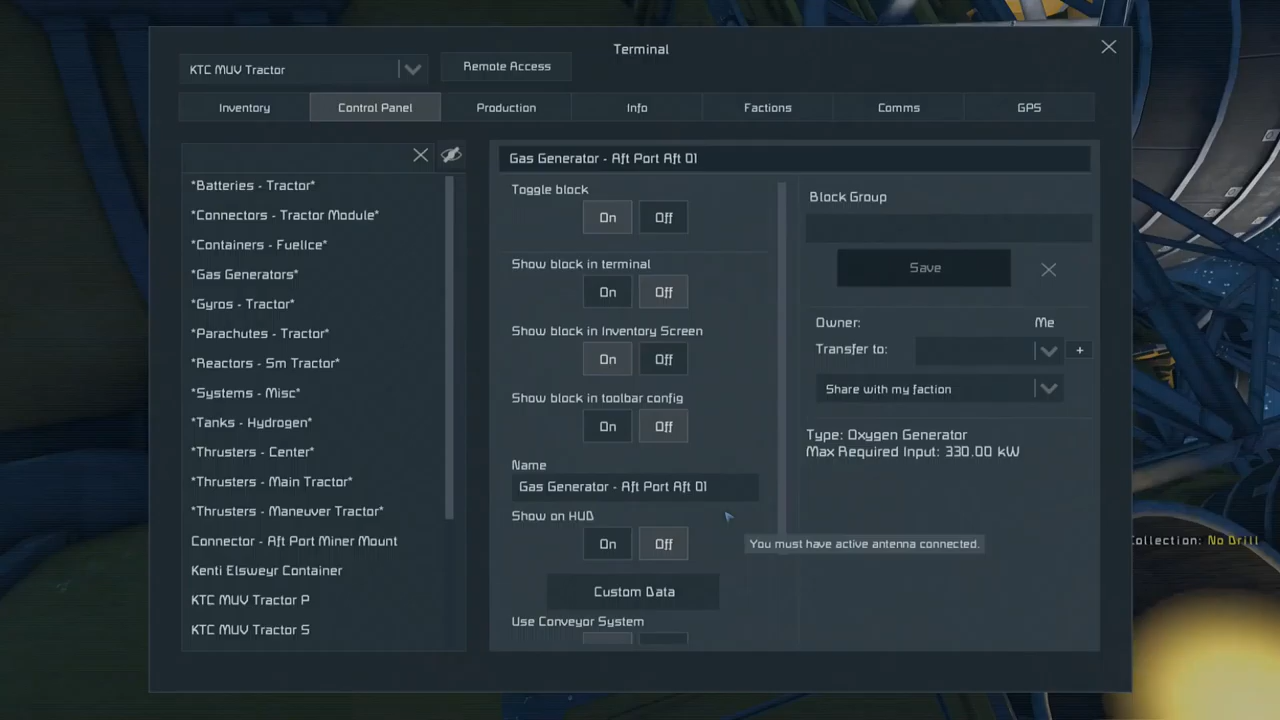 Terminal
KTC MUV Tractor
Remote Access
Inventory
Control Panel
Production
Info
Factions
Comms
GPS
*Batteries - Tractor*
*Connectors - Tractor Module*
*Containers - FuelIce*
*Gas Generators*
*Gyros - Tractor*
*Parachutes - Tractor*
*Reactors - Sm Tractor*
*Systems - Misc*
*Tanks - Hydrogen*
*Thrusters - Center*
*Thrusters - Main Tractor*
*Thrusters - Maneuver Tractor*
Connector - Aft Port Miner Mount
Kenti Elsweyr Container
KTC MUV Tractor P
KTC MUV Tractor S
Gas Generator - Aft Port Aft 01
Toggle block
On Off
Show block in terminal
On Off
Show block in Inventory Screen
On Off
Show block in toolbar config
On Off
Name
Gas Generator - Aft Port Aft 01
Show on HUD
On Off
Custom Data
Use Conveyor System
Block Group
Save
Owner: Me
Transfer to:
+
Share with my faction
Type: Oxygen Generator
Max Required Input: 330.00 kW
You must have active antenna connected.
Collection: No Drill